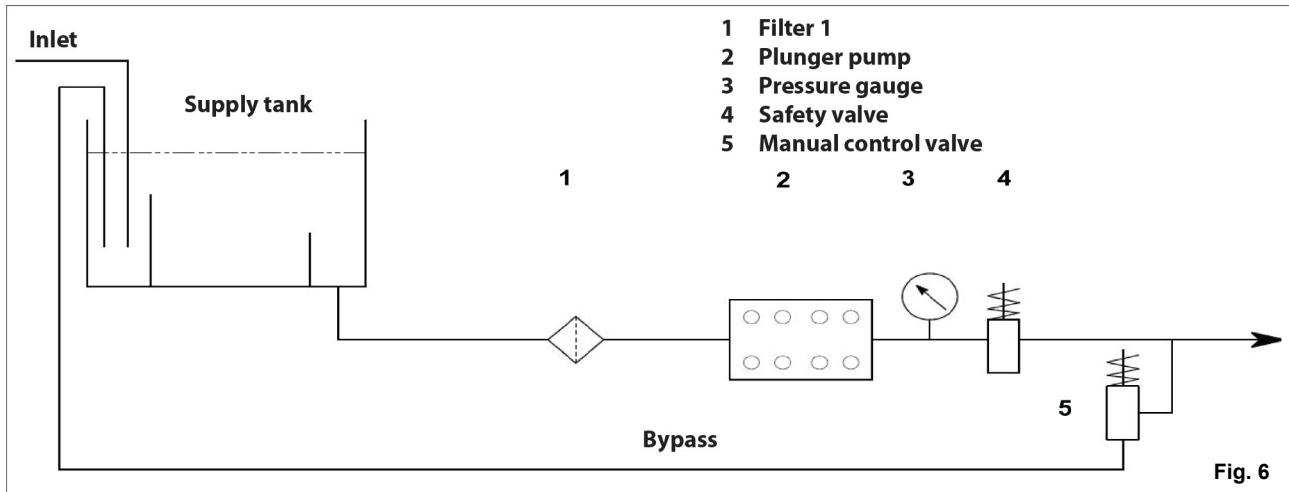 Inlet
Supply tank
1 Filter 1
2 Plunger pump
3 Pressure gauge
4 Safety valve
5 Manual control valve
1
2
3
4
5
Bypass
Fig. 6